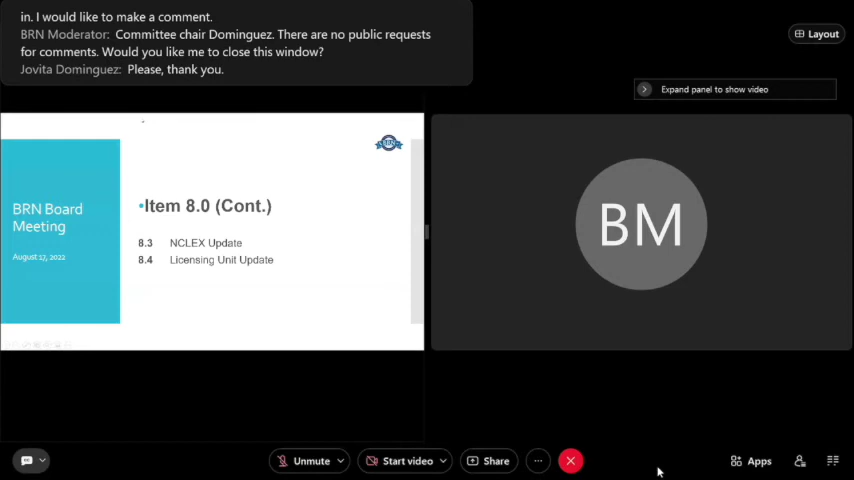 in. I would like to make a comment.
BRN Moderator: Committee chair Dominguez. There are no public requests
for comments. Would you like me to close this window?
Jovita Dominguez: Please, thank you.
Layout
Expand panel to show video
BRN
BRN Board
Meeting
August 17, 2022
•Item 8.0 (Cont.)
8.3 NCLEX Update
8.4 Licensing Unit Update
BM
Unmute
Start video
Share
Apps